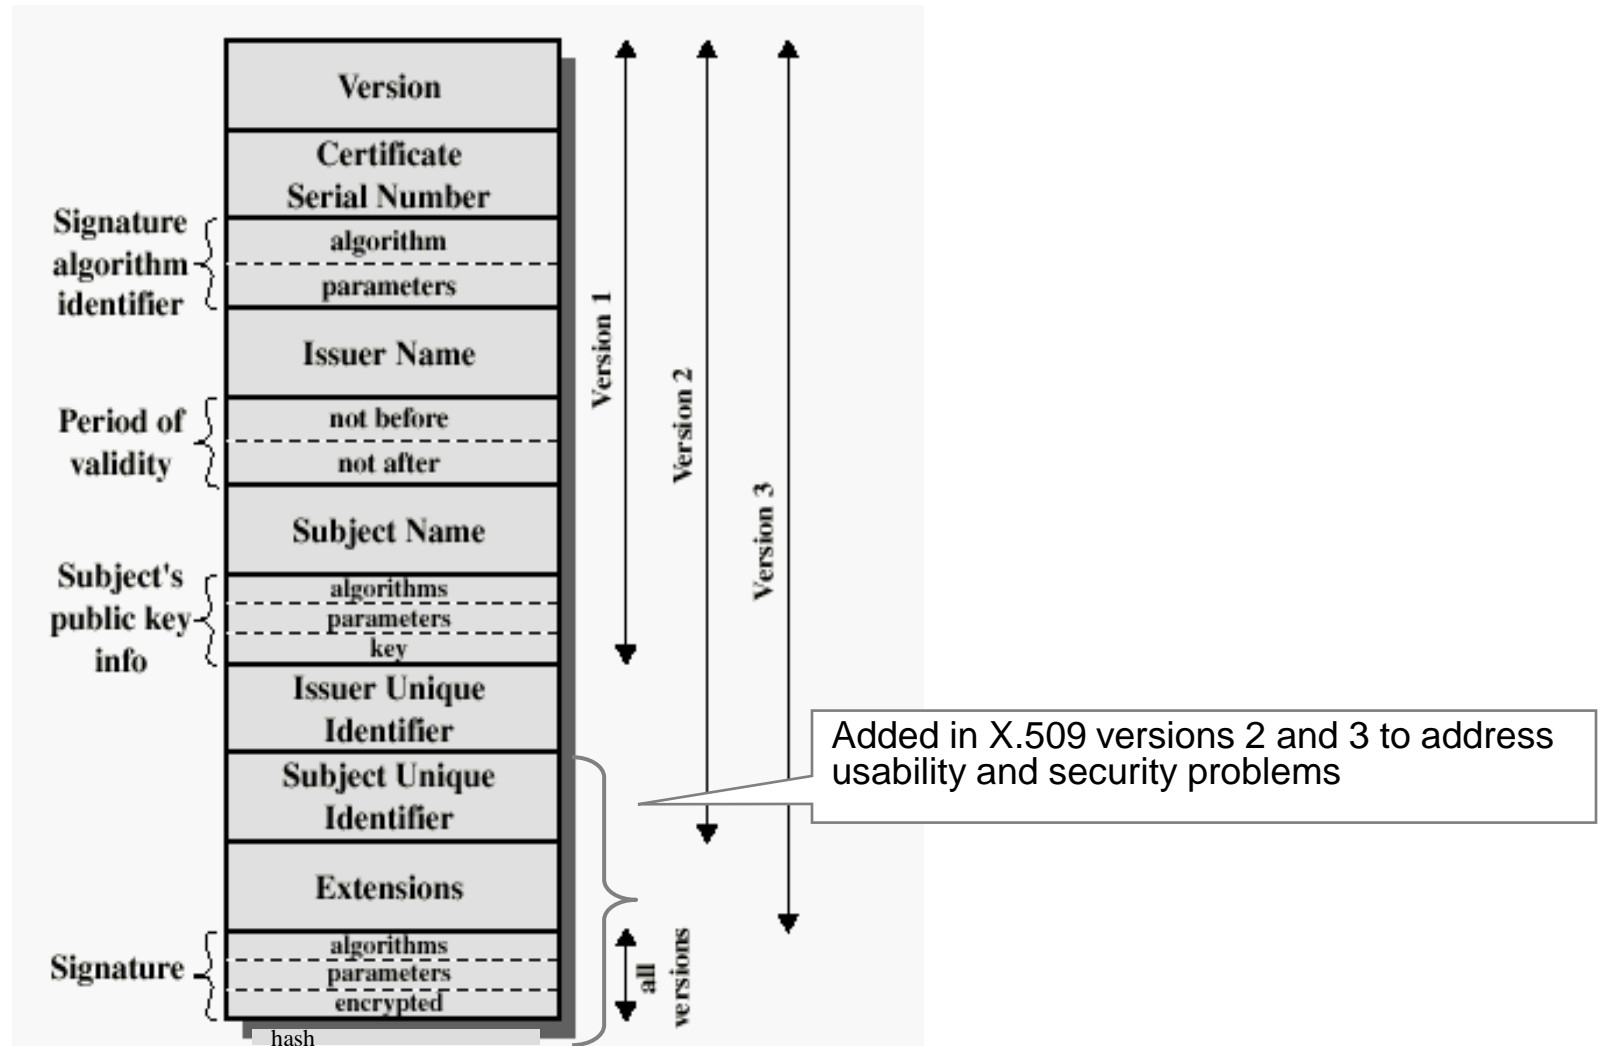 Version
Certificate
Serial Number
Signature
algorithm
identifier
algorithm
parameters
Issuer Name
Period of
validity
not before
not after
Subject Name
Subject's
public key
info
algorithms
parameters
key
Issuer Unique
Identifier
Subject Unique
Identifier
Extensions
Signature
algorithms
parameters
encrypted
hash
Version 1
Version 2
Version 3
all
versions
Added in X.509 versions 2 and 3 to address
usability and security problems